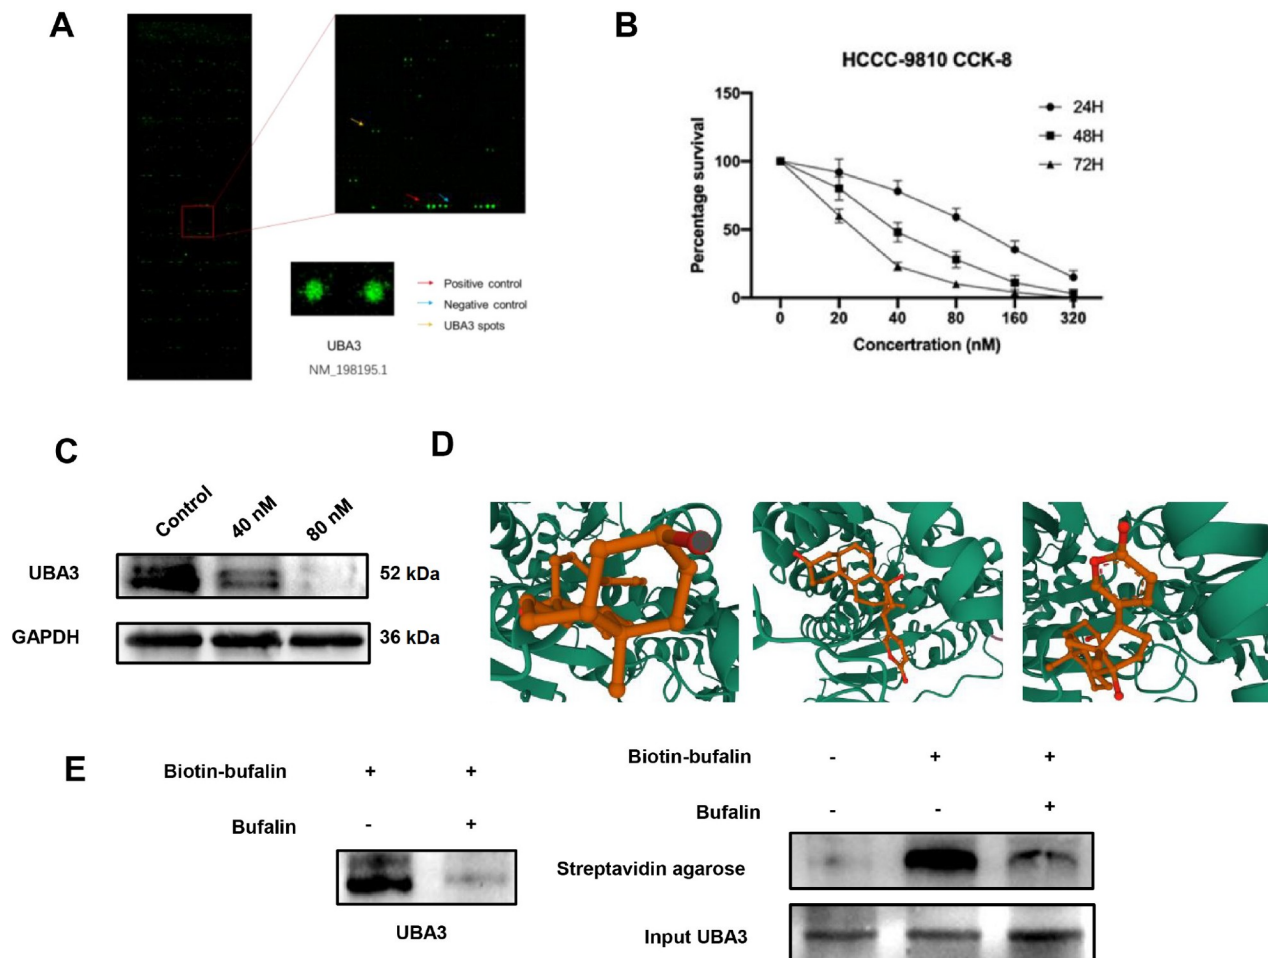 A
Positive control
Negative control
UBA3 spots
UBA3
NM_198195.1
B
HCCC-9810 CCK-8
Percentage survival
150
100
50
0
0 20 40 80 160 320
Concertration (nM)
24H
48H
72H
C
Control 40 nM 80 nM
UBA3 52 kDa
GAPDH 36 kDa
D
E
Biotin-bufalin + +
Bufalin - +
UBA3
Biotin-bufalin - + +
Bufalin - - +
Streptavidin agarose
Input UBA3